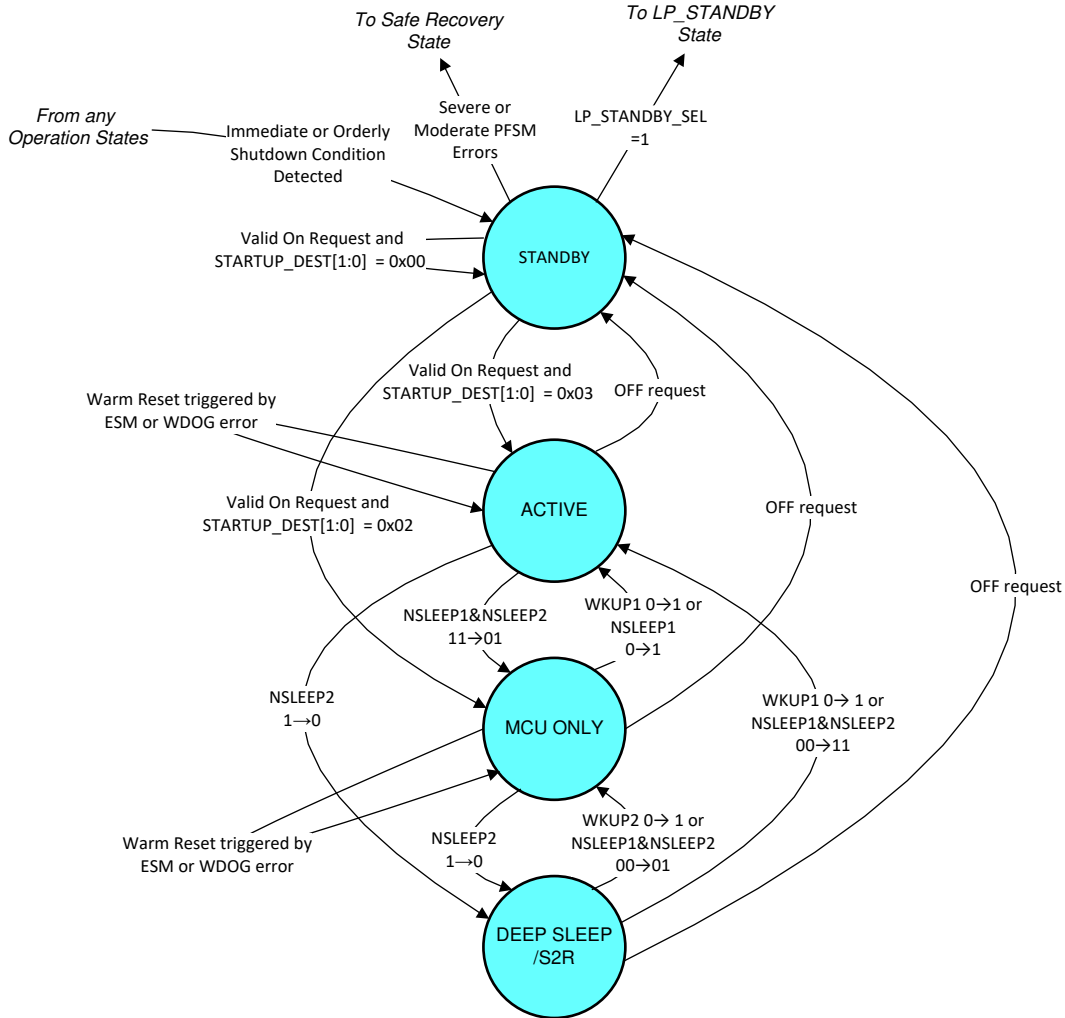 To Safe Recovery
State
To LP_STANDBY
State
From any
Operation States
Severe or
Moderate PFSM
Errors
LP_STANDBY_SEL
=1
Immediate or Orderly
Shutdown Condition
Detected
Valid On Request and
STARTUP_DEST[1:0] = 0x00
STANDBY
Valid On Request and
STARTUP_DEST[1:0] = 0x03
OFF request
Warm Reset triggered by
ESM or WDOG error
ACTIVE
Valid On Request and
STARTUP_DEST[1:0] = 0x02
OFF request
OFF request
NSLEEP1&NSLEEP2
11→01
WKUP1 0→1 or
NSLEEP1
0→1
NSLEEP2
1→0
MCU ONLY
WKUP1 0→ 1 or
NSLEEP1&NSLEEP2
00→11
Warm Reset triggered by
ESM or WDOG error
NSLEEP2
1→0
WKUP2 0→ 1 or
NSLEEP1&NSLEEP2
00→01
DEEP SLEEP
/S2R